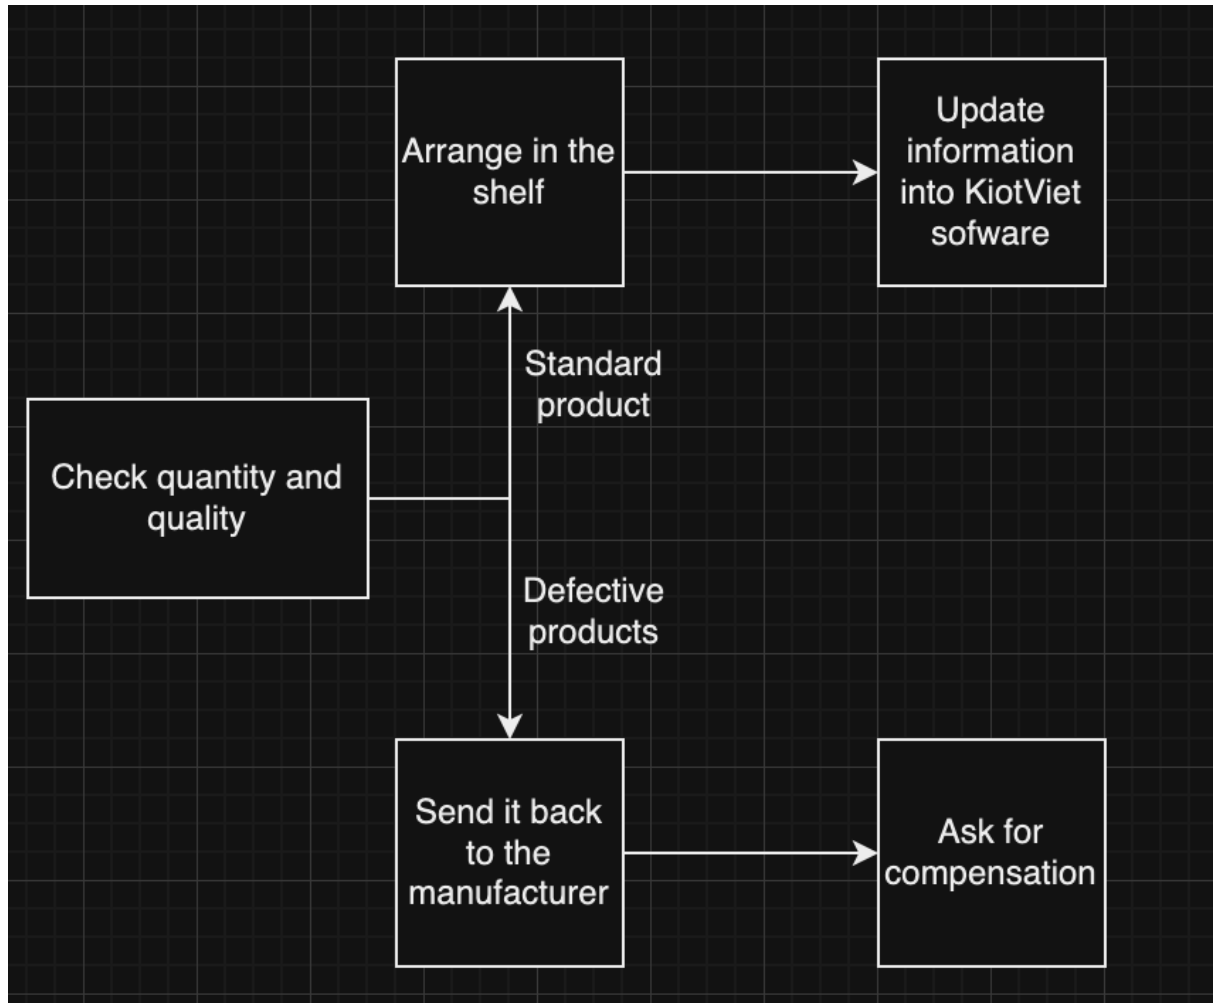 Arrange in the
shelf
Update
information
into KiotViet
sofware
Standard
product
Check quantity and
quality
Defective
products
Send it back
to the
manufacturer
Ask for
compensation